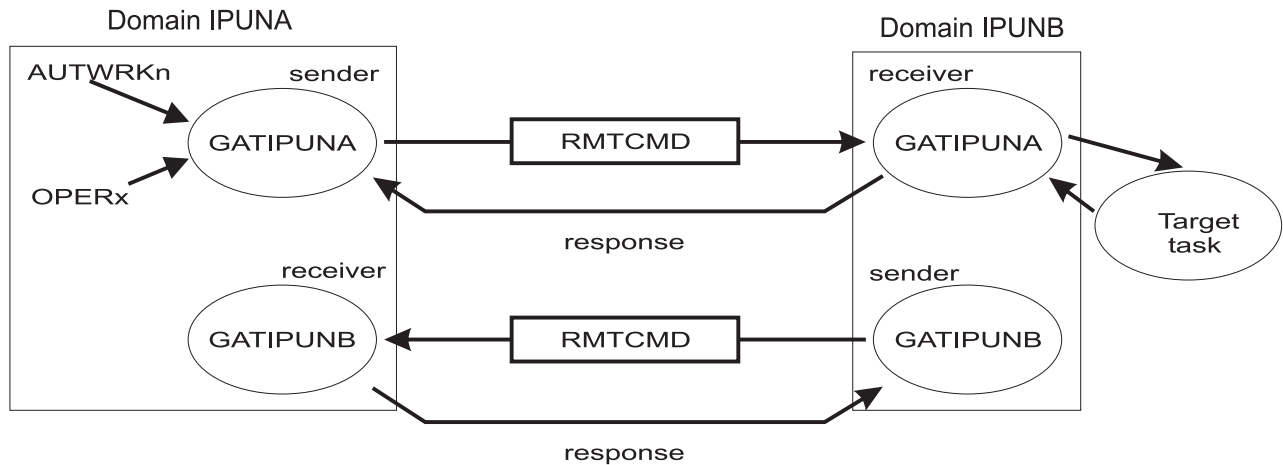 Domain IPUNA
Domain IPUNB
AUTWRKn
sender
receiver
GATIPUNA
RMTCMD
GATIPUNA
OPERx
Target
task
response
receiver
sender
GATIPUNB
RMTCMD
GATIPUNB
response